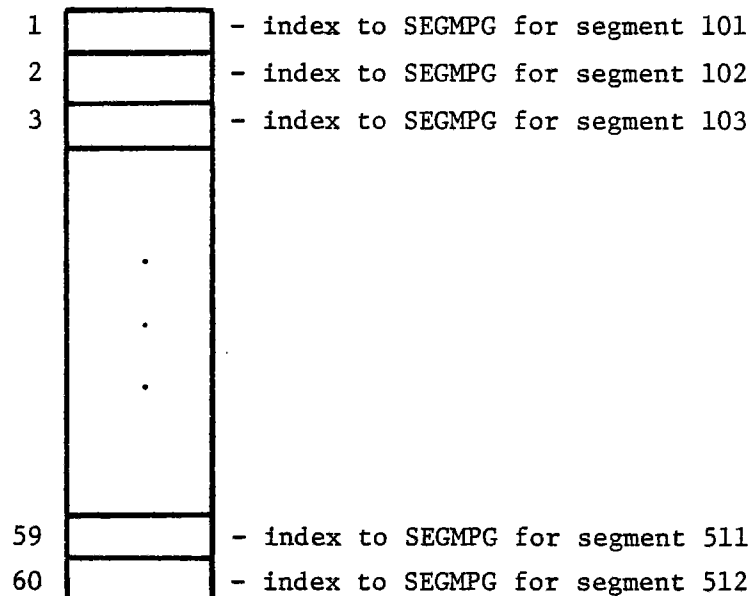 1 - index to SEGMPG for segment 101
2 - index to SEGMPG for segment 102
3 - index to SEGMPG for segment 103
.
.
.
59 - index to SEGMPG for segment 511
60 - index to SEGMPG for segment 512